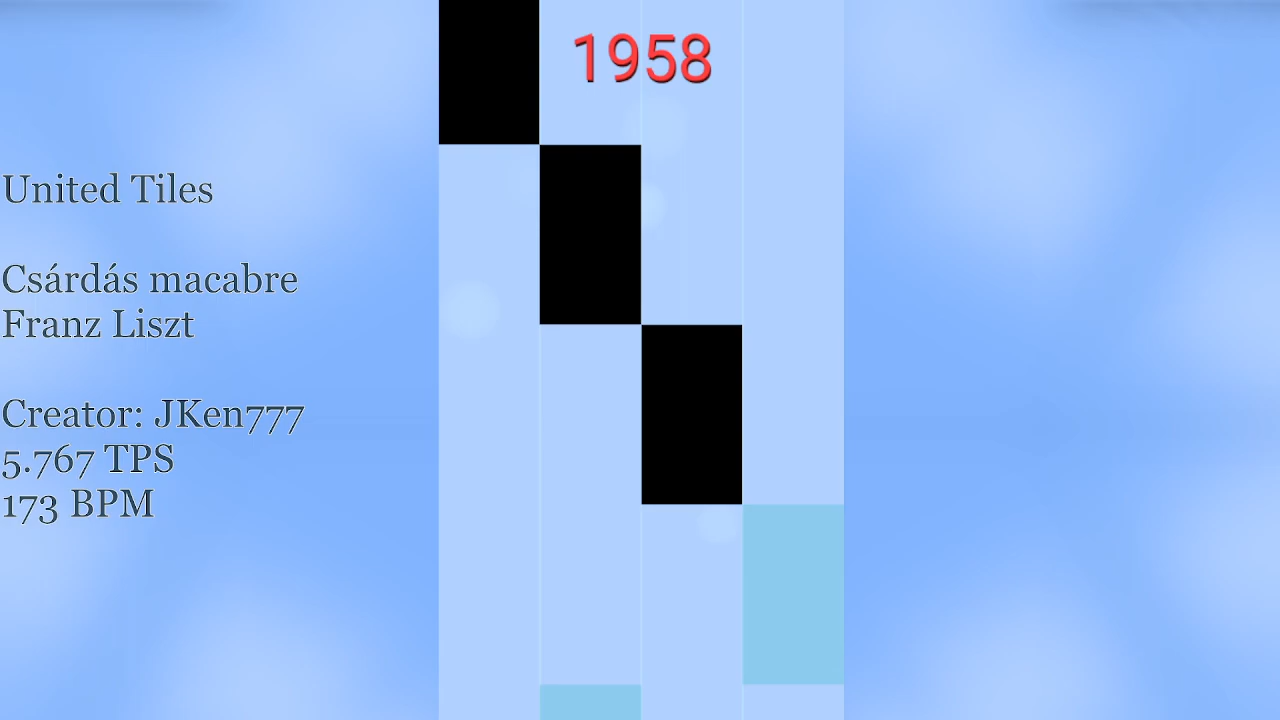 1958
United Tiles
Csárdás macabre
Franz Liszt
Creator: JKen777
5.767 TPS
173 BPM